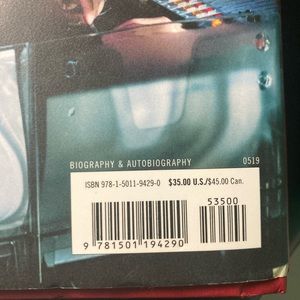 BIOGRAPHY & AUTOBIOGRAPHY 0519
ISBN 978-1-5011-9429-0 $35.00 U.S./$45.00 Can.
53500
9 781501 194290